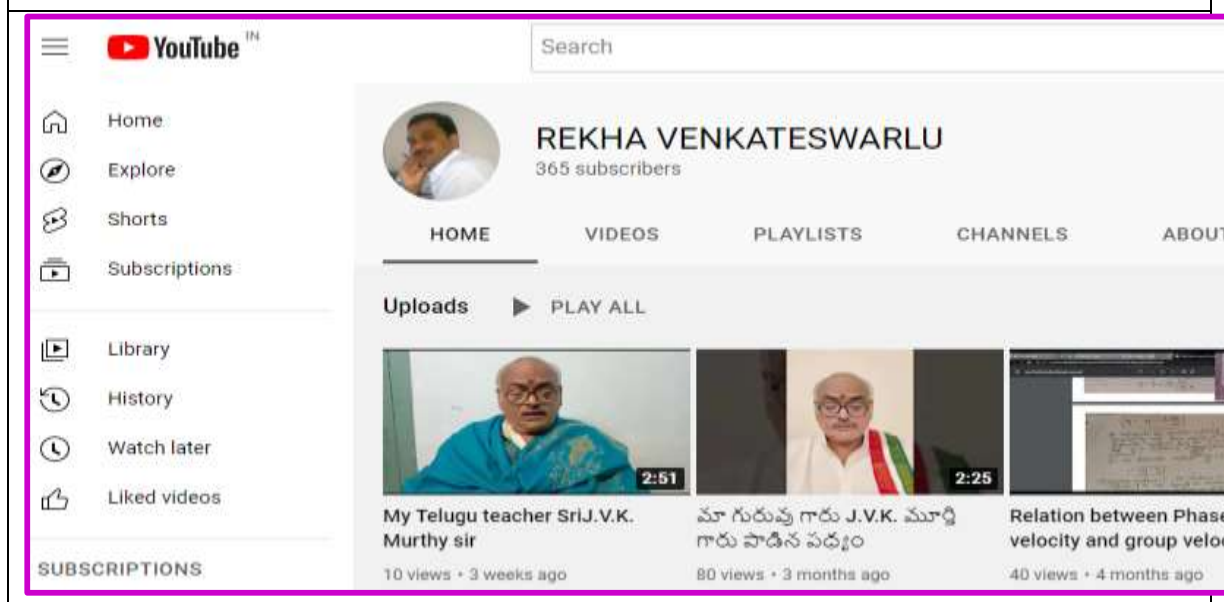 YouTube IN
Search
Home
Explore
Shorts
Subscriptions
Library
History
Watch later
Liked videos
SUBSCRIPTIONS
REKHA VENKATESWARLU
365 subscribers
HOME VIDEOS PLAYLISTS CHANNELS ABOUT
Uploads PLAY ALL
2:51
My Telugu teacher SriJ.V.K.
Murthy sir
10 views • 3 weeks ago
2:25
మా గురువు గారు J.V.K. మూర్తి
గారు పాడిన పద్యం
80 views • 3 months ago
Relation between Phase
velocity and group
40 views • 4 months ago